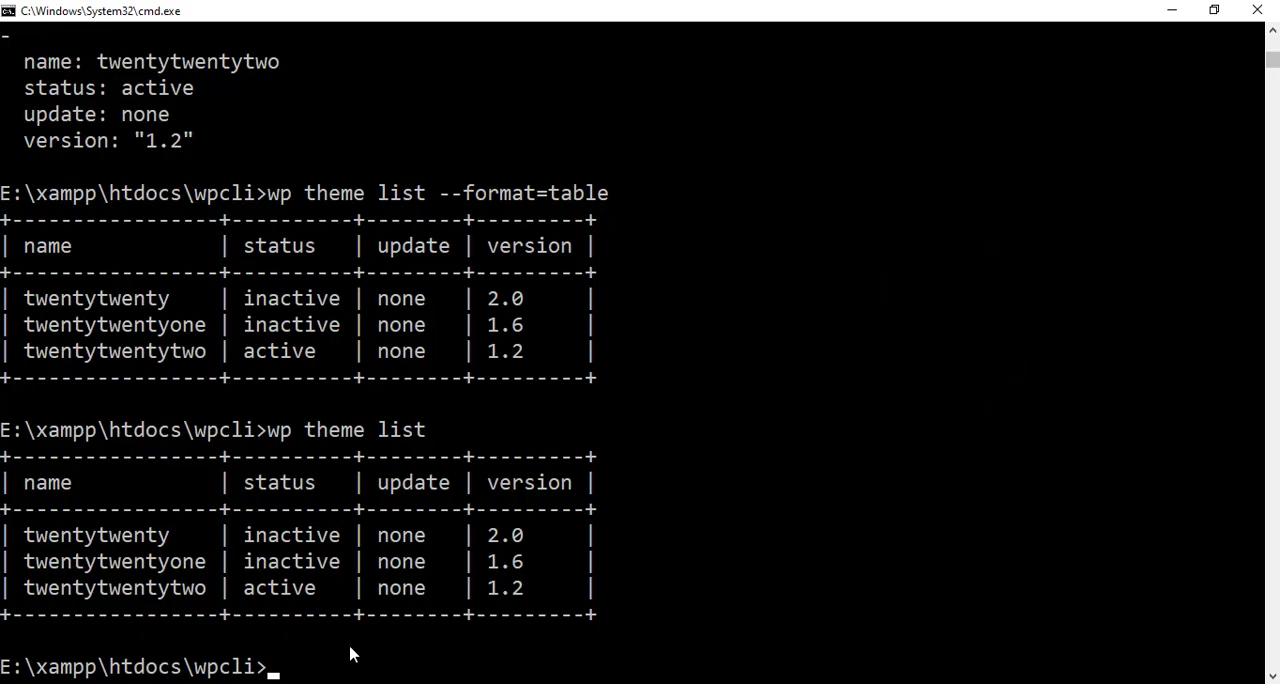 C:\Windows\System32\cmd.exe
-
name: twentytwentytwo
status: active
update: none
version: "1.2"
E:\xampp\htdocs\wpcli>wp theme list --format=table
+-----------------+----------+--------+---------+
| name            | status   | update | version |
+-----------------+----------+--------+---------+
| twentytwenty    | inactive | none   | 2.0     |
| twentytwentyone | inactive | none   | 1.6     |
| twentytwentytwo | active   | none   | 1.2     |
+-----------------+----------+--------+---------+
E:\xampp\htdocs\wpcli>wp theme list
+-----------------+----------+--------+---------+
| name            | status   | update | version |
+-----------------+----------+--------+---------+
| twentytwenty    | inactive | none   | 2.0     |
| twentytwentyone | inactive | none   | 1.6     |
| twentytwentytwo | active   | none   | 1.2     |
+-----------------+----------+--------+---------+
E:\xampp\htdocs\wpcli>